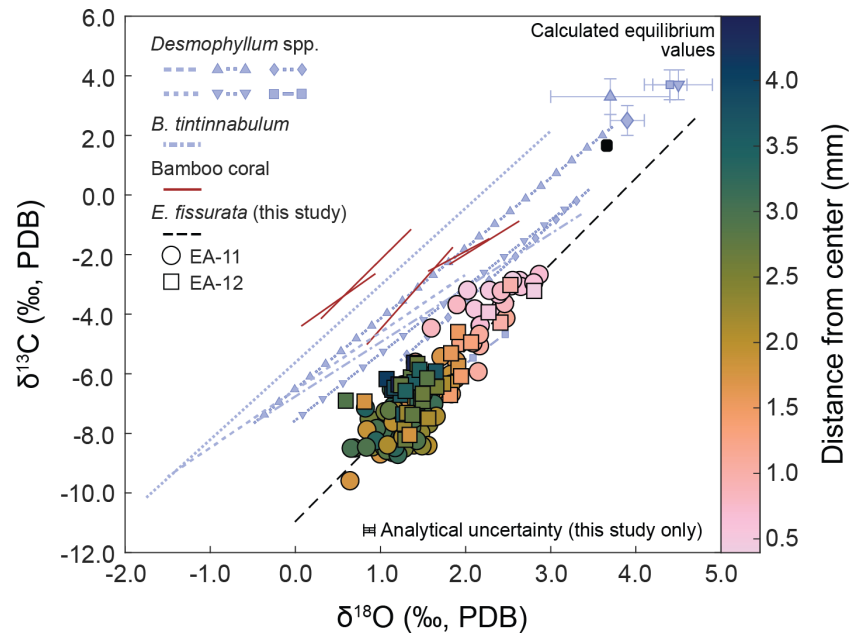 6.0
4.0
2.0
0.0
-2.0
-4.0
-6.0
-8.0
-10.0
-12.0
δ13C (‰, PDB)
Desmophyllum spp.
B. tintinnabulum
Bamboo coral
E. fissurata (this study)
EA-11
EA-12
Calculated equilibrium
values
Analytical uncertainty (this study only)
-2.0 -1.0 0.0 1.0 2.0 3.0 4.0 5.0
δ18O (‰, PDB)
4.0
3.5
3.0
2.5
2.0
1.5
1.0
0.5
Distance from center (mm)